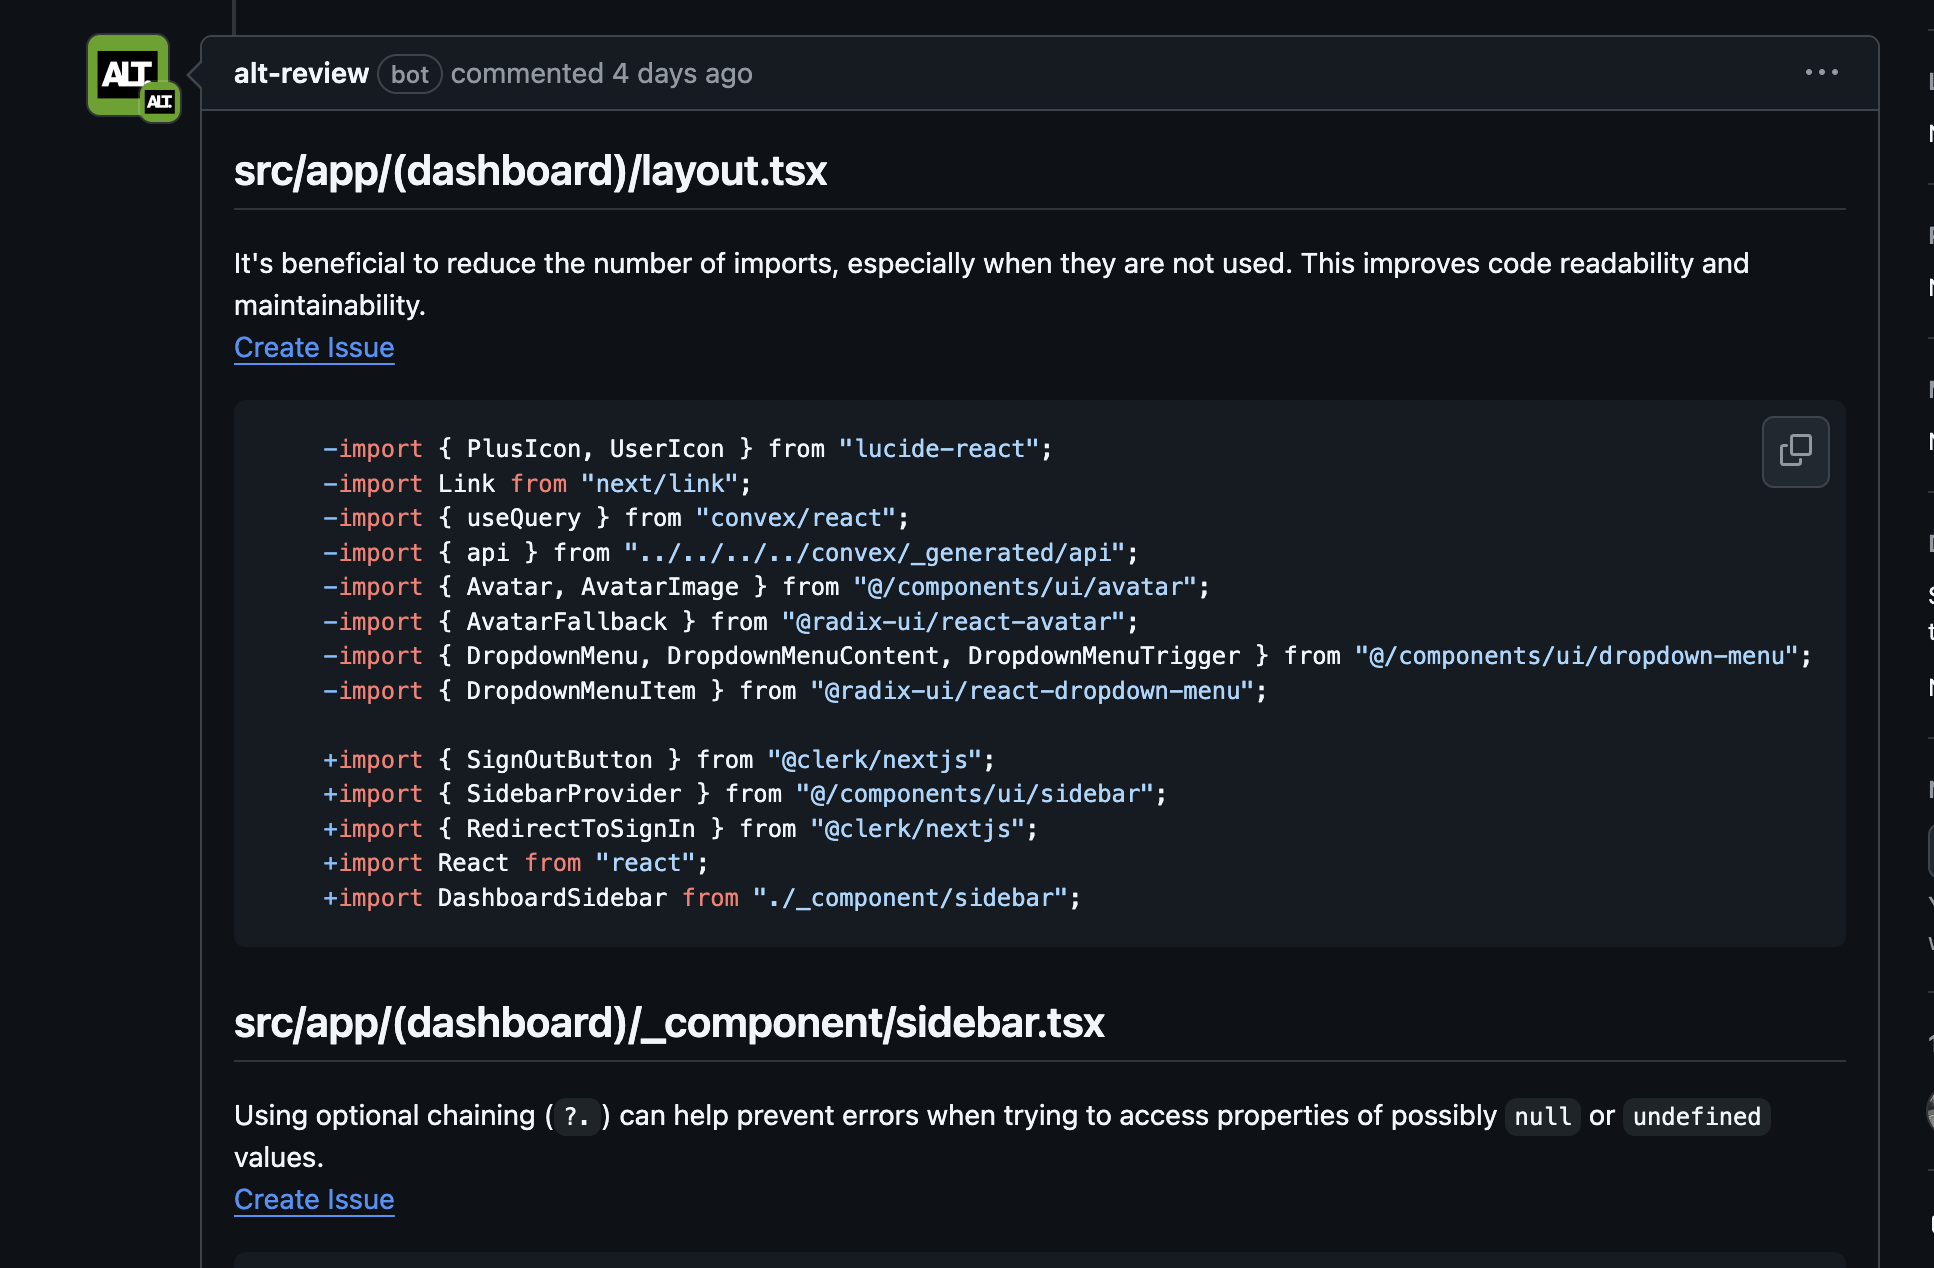 ALT.
ALT.
alt-review bot commented 4 days ago
src/app/(dashboard)/layout.tsx
It's beneficial to reduce the number of imports, especially when they are not used. This improves code readability and
maintainability.
Create Issue
-import { PlusIcon, UserIcon } from "lucide-react";
-import Link from "next/link";
-import { useQuery } from "convex/react";
-import { api } from "../../../../convex/_generated/api";
-import { Avatar, AvatarImage } from "@/components/ui/avatar";
-import { AvatarFallback } from "@radix-ui/react-avatar";
-import { DropdownMenu, DropdownMenuContent, DropdownMenuTrigger } from "@/components/ui/dropdown-menu";
-import { DropdownMenuItem } from "@radix-ui/react-dropdown-menu";
+import { SignOutButton } from "@clerk/nextjs";
+import { SidebarProvider } from "@/components/ui/sidebar";
+import { RedirectToSignIn } from "@clerk/nextjs";
+import React from "react";
+import DashboardSidebar from "./_component/sidebar";
src/app/(dashboard)/_component/sidebar.tsx
Using optional chaining (?.) can help prevent errors when trying to access properties of possibly null or undefined
values.
Create Issue